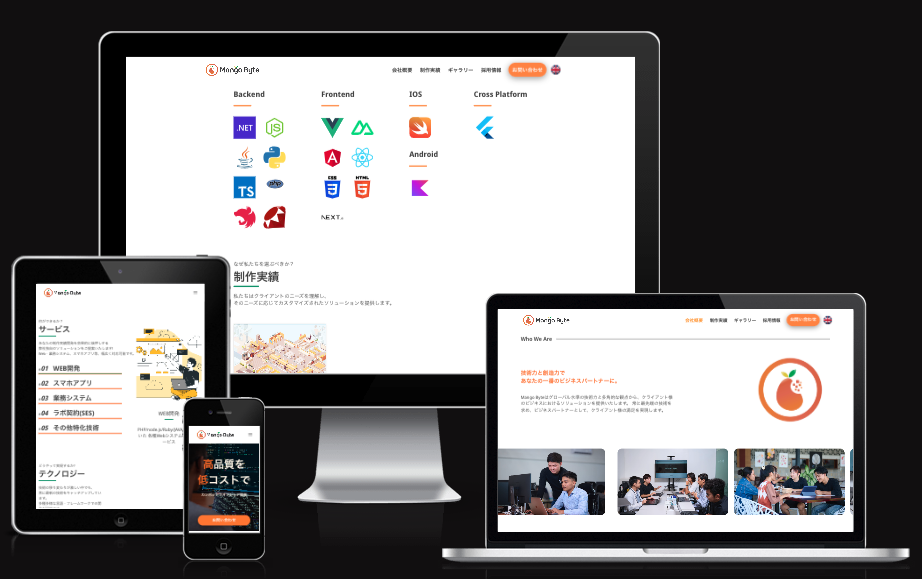 Mango Byte
会社概要 制作実績 ギャラリー 採用情報 お問い合わせ
Backend Frontend IOS Cross Platform
.NET
JS
Android
TS
php
CSS
3
HTML
5
NEXT.JS
なぜ私たちを選ぶべきか?
制作実績
私たちはクライアントのニーズを理解し、
そのニーズに応じてカスタマイズされたソリューションを提供します。
Mango Byte
サービス
01 WEB開発
02 スマホアプリ
03 業務システム
04 ラボ契約(SES)
05 その他特化技術
WEB開発
テクノロジー
Mango Byte
高品質を
低コストで
お問い合わせ
Mango Byte
会社概要 制作実績 ギャラリー 採用情報 お問い合わせ
Who We Are
技術力と創造力で
あなたの一番のビジネスパートナーに。